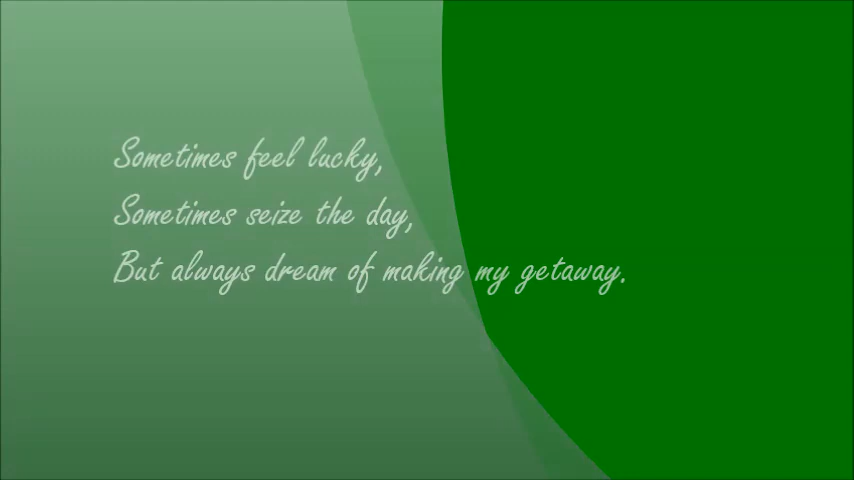 Sometimes feel lucky,
Sometimes seize the day,
But always dream of making my getaway.